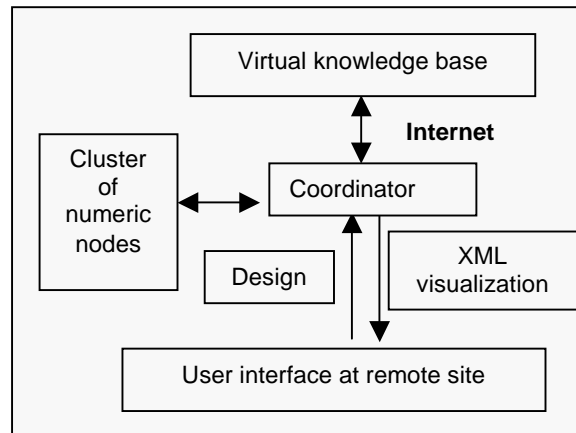 Virtual knowledge base
Internet
Cluster
of
numeric
nodes
Coordinator
Design
XML
visualization
User interface at remote site